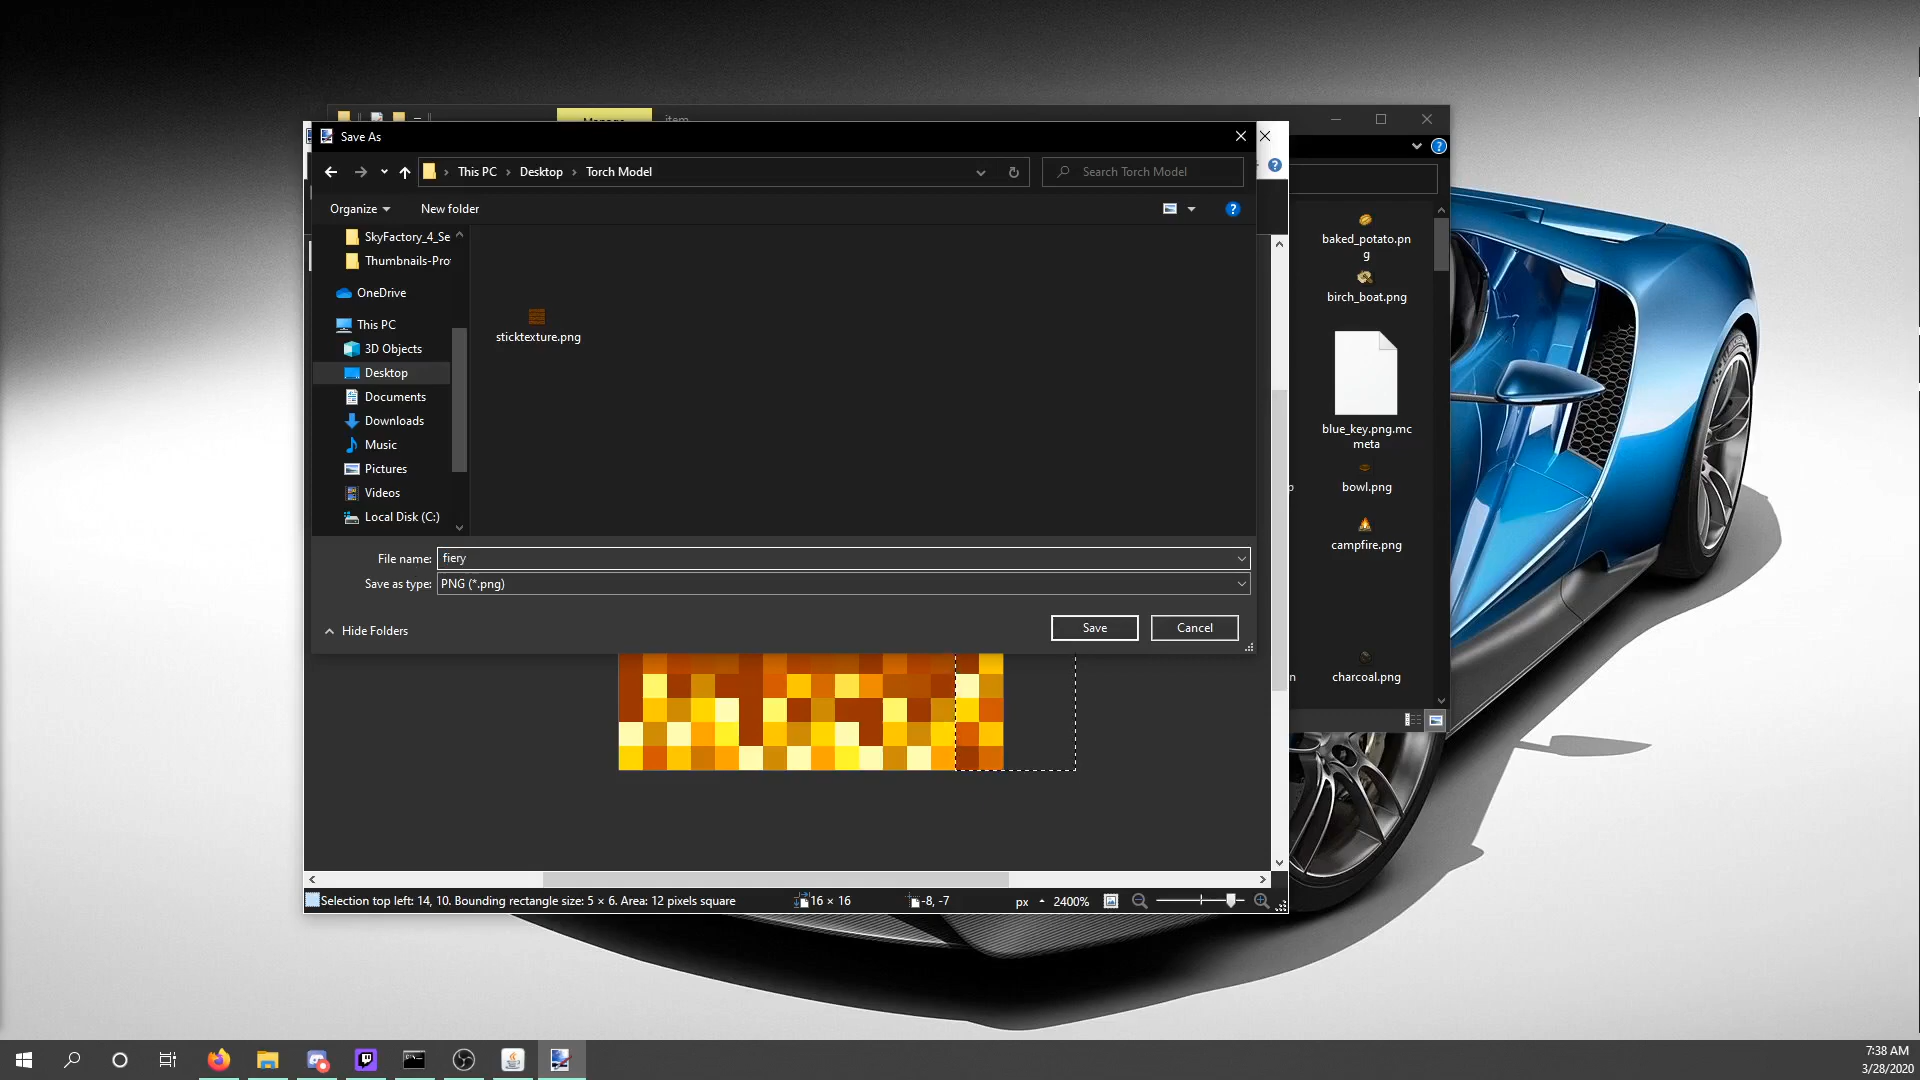 Manage
item
Save As
This PC > Desktop > Torch Model
Search Torch Model
Organize
New folder
SkyFactory_4_Se
Thumbnails-Pro
OneDrive
This PC
3D Objects
Desktop
Documents
Downloads
Music
Pictures
Videos
Local Disk (C:)
sticktexture.png
File name: fiery
Save as type: PNG (*.png)
Hide Folders
Save
Cancel
baked_potato.pn
g
birch_boat.png
blue_key.png.mc
meta
bowl.png
campfire.png
charcoal.png
Selection top left: 14, 10. Bounding rectangle size: 5 × 6. Area: 12 pixels square
16 × 16
-8, -7
px
2400%
7:38 AM
3/28/2020